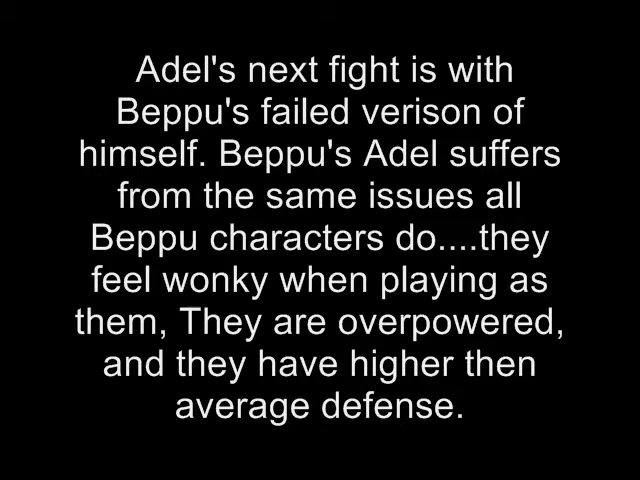 Adel's next fight is with
Beppu's failed verison of
himself. Beppu's Adel suffers
from the same issues all
Beppu characters do....they
feel wonky when playing as
them, They are overpowered,
and they have higher then
average defense.